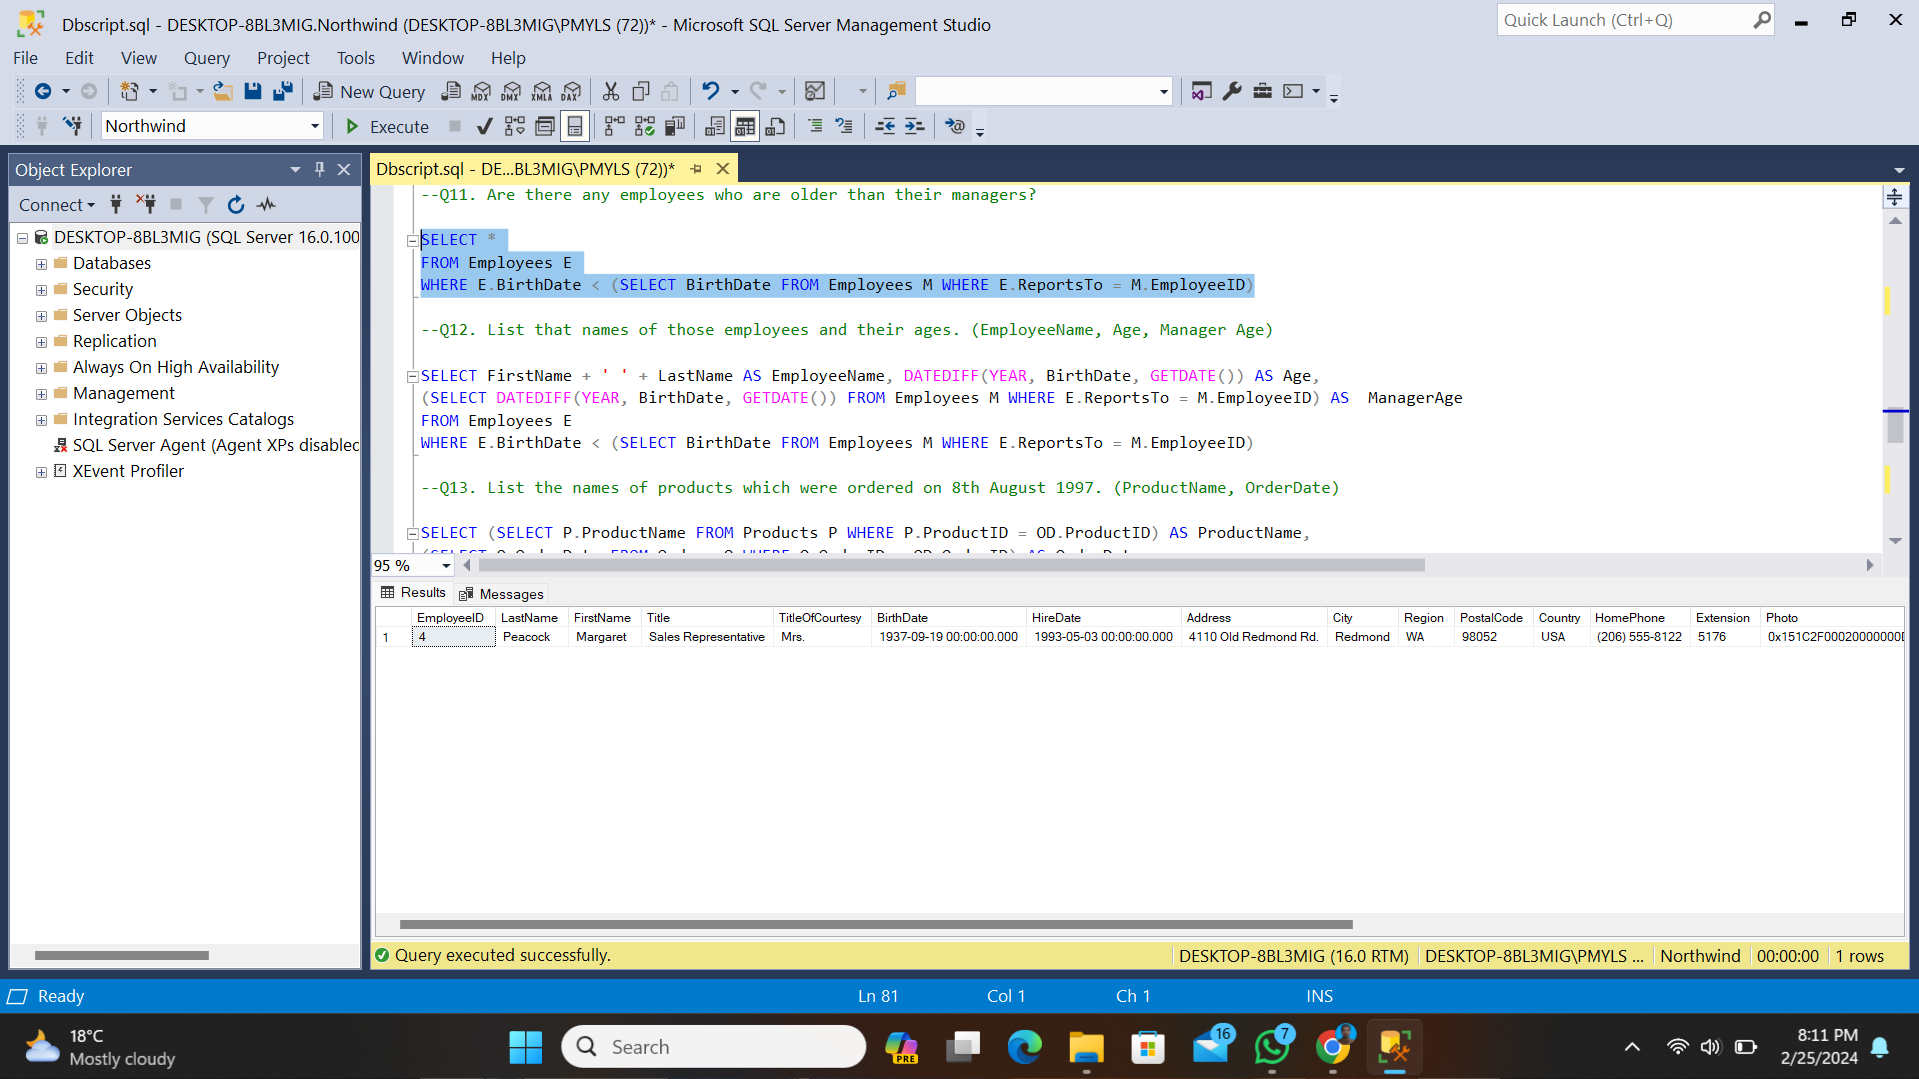 Dbscript.sql - DESKTOP-8BL3MIG.Northwind (DESKTOP-8BL3MIG\PMYLS (72))* - Microsoft SQL Server Management Studio
Quick Launch (Ctrl+Q)
File Edit View Query Project Tools Window Help
New Query MDX DMX XMLA DAX
Northwind Execute
Object Explorer
Dbscript.sql - DE...BL3MIG\PMYLS (72))*
Connect
DESKTOP-8BL3MIG (SQL Server 16.0.100
Databases
Security
Server Objects
Replication
Always On High Availability
Management
Integration Services Catalogs
SQL Server Agent (Agent XPs disabled
XEvent Profiler
--Q11. Are there any employees who are older than their managers?
SELECT *
FROM Employees E
WHERE E.BirthDate < (SELECT BirthDate FROM Employees M WHERE E.ReportsTo = M.EmployeeID)
--Q12. List that names of those employees and their ages. (EmployeeName, Age, Manager Age)
SELECT FirstName + ' ' + LastName AS EmployeeName, DATEDIFF(YEAR, BirthDate, GETDATE()) AS Age,
(SELECT DATEDIFF(YEAR, BirthDate, GETDATE()) FROM Employees M WHERE E.ReportsTo = M.EmployeeID) AS  ManagerAge
FROM Employees E
WHERE E.BirthDate < (SELECT BirthDate FROM Employees M WHERE E.ReportsTo = M.EmployeeID)
--Q13. List the names of products which were ordered on 8th August 1997. (ProductName, OrderDate)
SELECT (SELECT P.ProductName FROM Products P WHERE P.ProductID = OD.ProductID) AS ProductName,
95 %
Results Messages
EmployeeID LastName FirstName Title TitleOfCourtesy BirthDate HireDate Address City Region PostalCode Country HomePhone Extension Photo
1 4 Peacock Margaret Sales Representative Mrs. 1937-09-19 00:00:00.000 1993-05-03 00:00:00.000 4110 Old Redmond Rd. Redmond WA 98052 USA (206) 555-8122 5176 0x151C2F00020000000D
Query executed successfully.
DESKTOP-8BL3MIG (16.0 RTM) DESKTOP-8BL3MIG\PMYLS ... Northwind 00:00:00 1 rows
Ready Ln 81 Col 1 Ch 1 INS
18°C
Mostly cloudy
Search
PRE
16
7
8:11 PM
2/25/2024